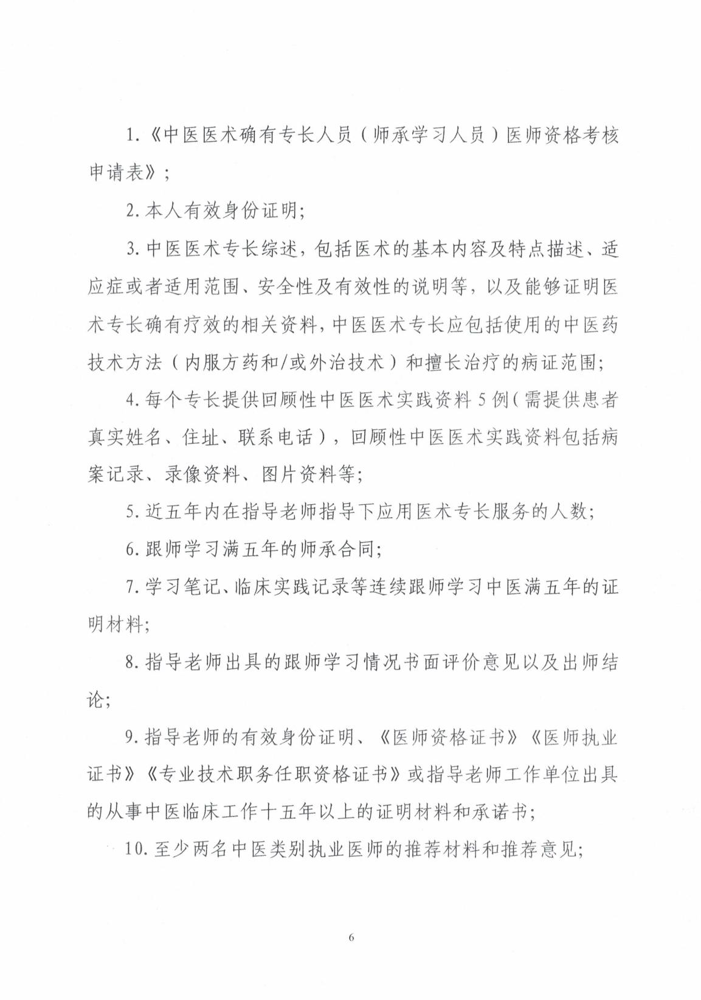 1.《中医医术确有专长人员（师承学习人员）医师资格考核
申请表》；
2.本人有效身份证明；
3.中医医术专长综述，包括医术的基本内容及特点描述、适
应症或者适用范围、安全性及有效性的说明等，以及能够证明医
术专长确有疗效的相关资料，中医医术专长应包括使用的中医药
技术方法（内服方药和/或外治技术）和擅长治疗的病证范围；
4.每个专长提供回顾性中医医术实践资料 5 例（需提供患者
真实姓名、住址、联系电话），回顾性中医医术实践资料包括病
案记录、录像资料、图片资料等；
5.近五年内在指导老师指导下应用医术专长服务的人数；
6.跟师学习满五年的师承合同；
7.学习笔记、临床实践记录等连续跟师学习中医满五年的证
明材料；
8.指导老师出具的跟师学习情况书面评价意见以及出师结
论；
9.指导老师的有效身份证明、《医师资格证书》《医师执业
证书》《专业技术职务任职资格证书》或指导老师工作单位出具
的从事中医临床工作十五年以上的证明材料和承诺书；
10.至少两名中医类别执业医师的推荐材料和推荐意见；
6